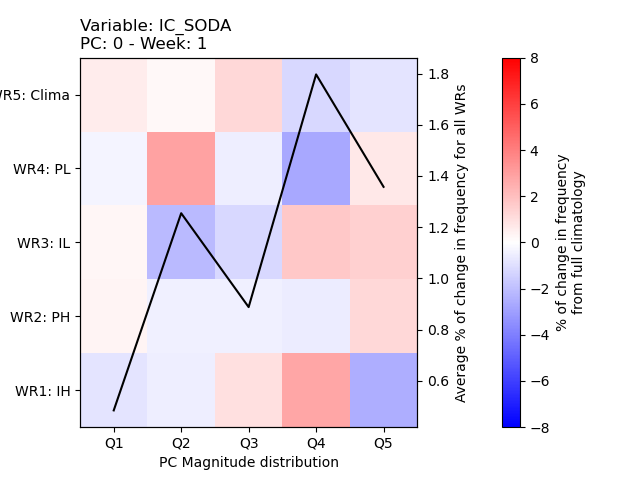 Variable: IC_SODA
PC: 0 - Week: 1
WR5: Clima
WR4: PL
WR3: IL
WR2: PH
WR1: IH
Q1 Q2 Q3 Q4 Q5
PC Magnitude distribution
1.8
1.6
1.4
1.2
1.0
0.8
0.6
Average % of change in frequency for all WRs
8
6
4
2
0
−2
−4
−6
−8
% of change in frequency
from full climatology